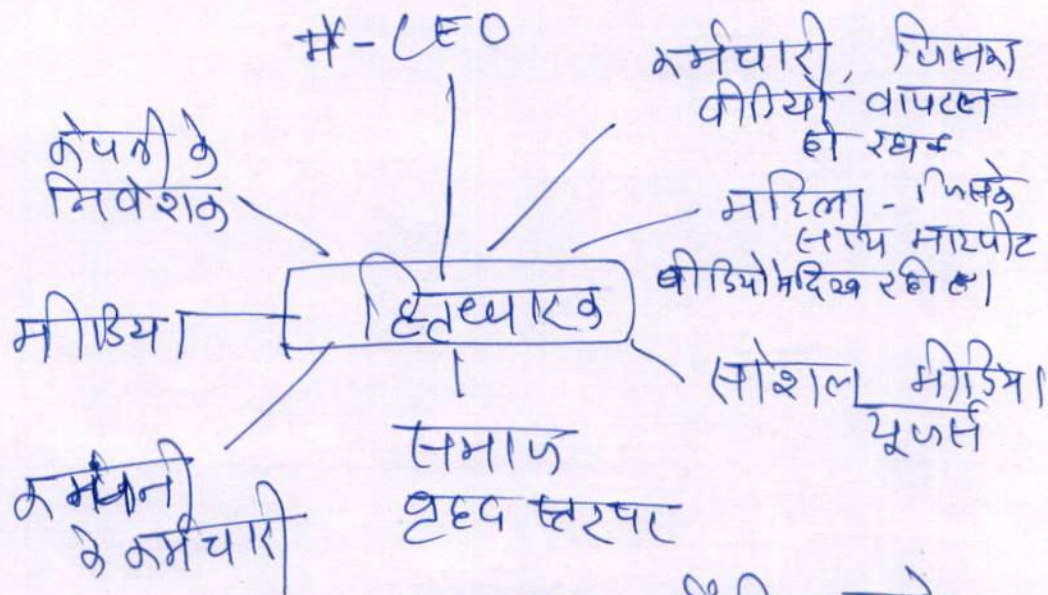 # - CEO
कर्मचारी, जिसका
वीडियो वायरल
हो रहा है
कंपनी के
निवेशक
महिला - जिसके
साथ मारपीट
वीडियो में दिख रही है।
मीडिया
हितधारक
सोशल मीडिया
यूजर्स
समाज
वृहद स्तर पर
कम्पनी
के कर्मचारी